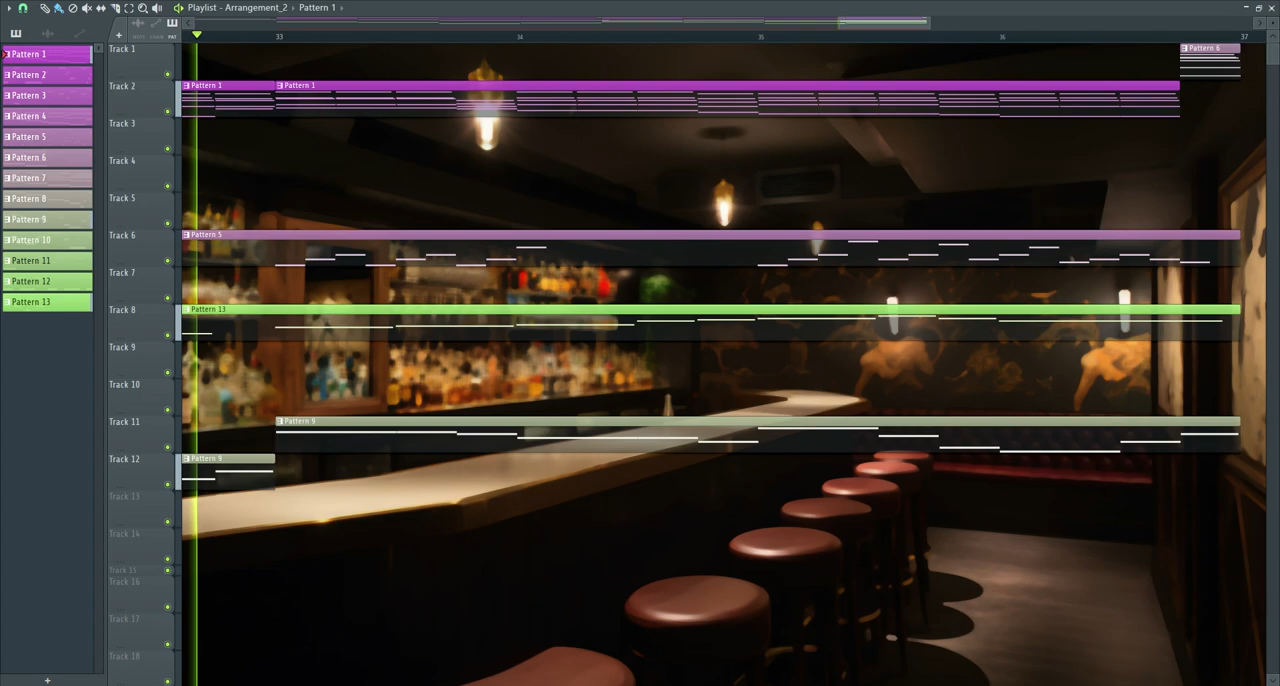 Playlist - Arrangement_2 › Pattern 1 ›
33 34 35 36 37
Pattern 1
Pattern 2
Pattern 3
Pattern 4
Pattern 5
Pattern 6
Pattern 7
Pattern 8
Pattern 9
Pattern 10
Pattern 11
Pattern 12
Pattern 13
+
+
Track 1
Pattern 6
Track 2
Pattern 1
Pattern 1
Track 3
Track 4
Track 5
Track 6
Pattern 5
Track 7
Track 8
Pattern 13
Track 9
Track 10
Track 11
Pattern 9
Track 12
Pattern 9
Track 13
Track 14
Track 15
Track 16
Track 17
Track 18